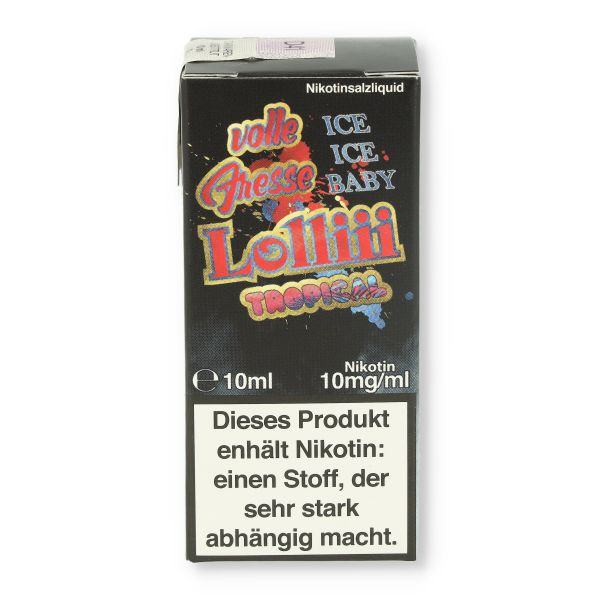 Nikotinsalzliquid
volle
Fresse
ICE
ICE
BABY
Lolliii
TROPICAL
℮ 10ml
Nikotin
10mg/ml
Dieses Produkt
enhält Nikotin:
einen Stoff, der
sehr stark
abhängig macht.